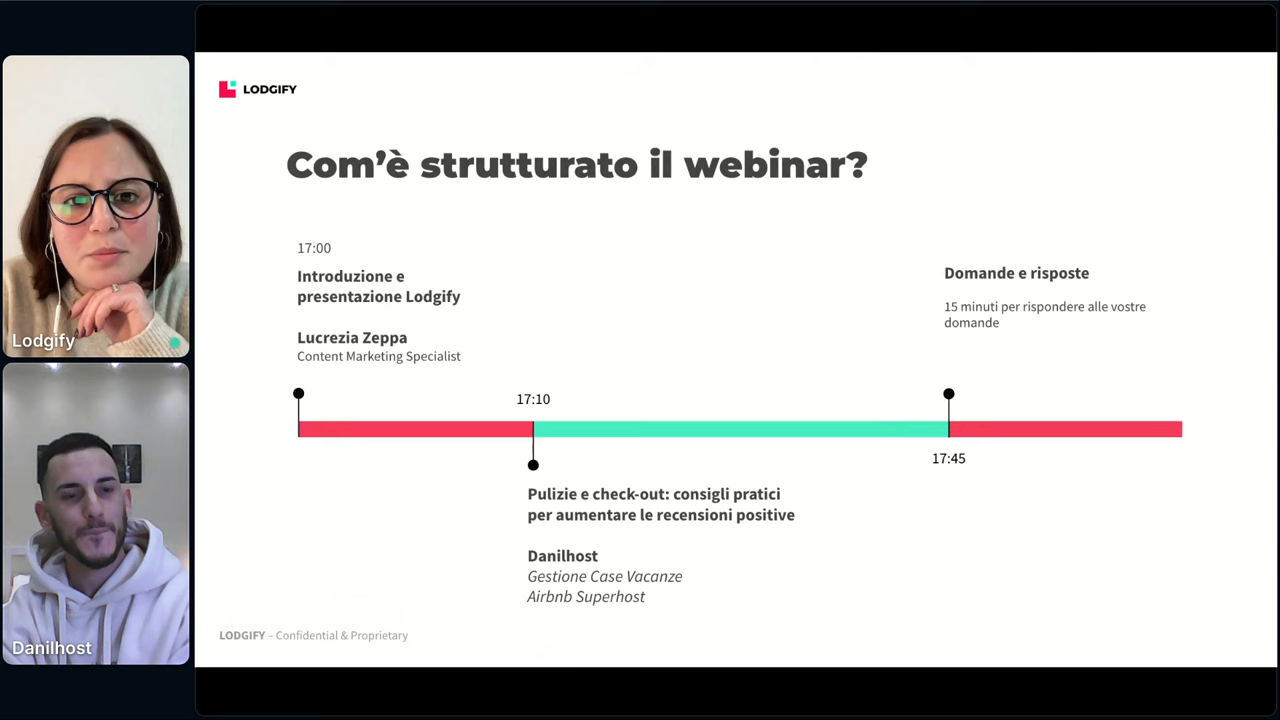 LODGIFY
Com'è strutturato il webinar?
17:00
Introduzione e
presentazione Lodgify
Lucrezia Zeppa
Content Marketing Specialist
Domande e risposte
15 minuti per rispondere alle vostre
domande
17:10
17:45
Pulizie e check-out: consigli pratici
per aumentare le recensioni positive
Danilhost
Gestione Case Vacanze
Airbnb Superhost
LODGIFY – Confidential & Proprietary
Lodgify
Danilhost